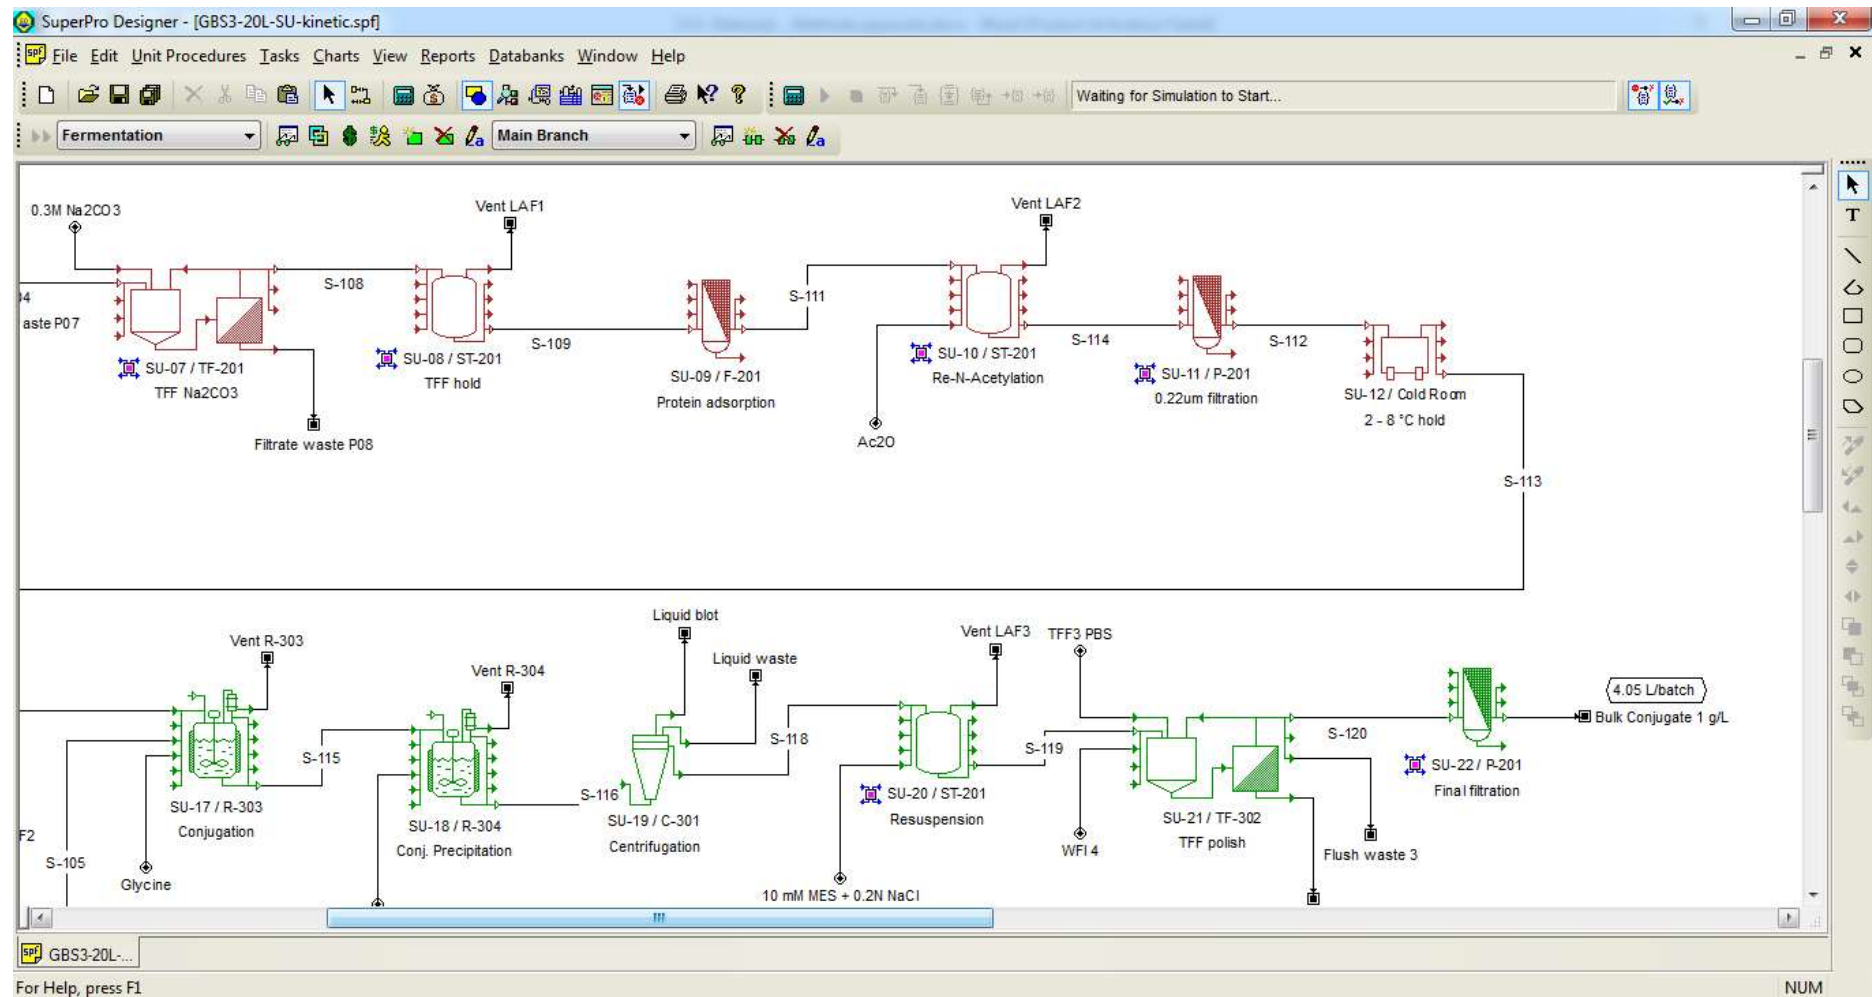 SuperPro Designer - [GBS3-20L-SU-kinetic.spf]
File Edit Unit Procedures Tasks Charts View Reports Databanks Window Help
Waiting for Simulation to Start...
Fermentation
Main Branch
0.3M Na2CO3
Vent LAF1
Vent LAF2
S-108
S-111
aste P07
S-109
S-114
S-112
SU-07 / TF-201
TFF Na2CO3
SU-08 / ST-201
TFF hold
SU-09 / F-201
Protein adsorption
SU-10 / ST-201
Re-N-Acetylation
SU-11 / P-201
0.22um filtration
SU-12 / Cold Room
2 - 8 °C hold
Filtrate waste P08
Ac2O
S-113
Liquid blot
Vent R-303
Vent R-304
Liquid waste
Vent LAF3
TFF3 PBS
4.05 L/batch
Bulk Conjugate 1 g/L
S-115
S-118
S-119
S-120
S-116
SU-17 / R-303
Conjugation
SU-18 / R-304
Conj. Precipitation
SU-19 / C-301
Centrifugation
SU-20 / ST-201
Resuspension
SU-21 / TF-302
TFF polish
SU-22 / P-201
Final filtration
F2
S-105
Glycine
WFI 4
Flush waste 3
10 mM MES + 0.2N NaCl
GBS3-20L-...
For Help, press F1
NUM